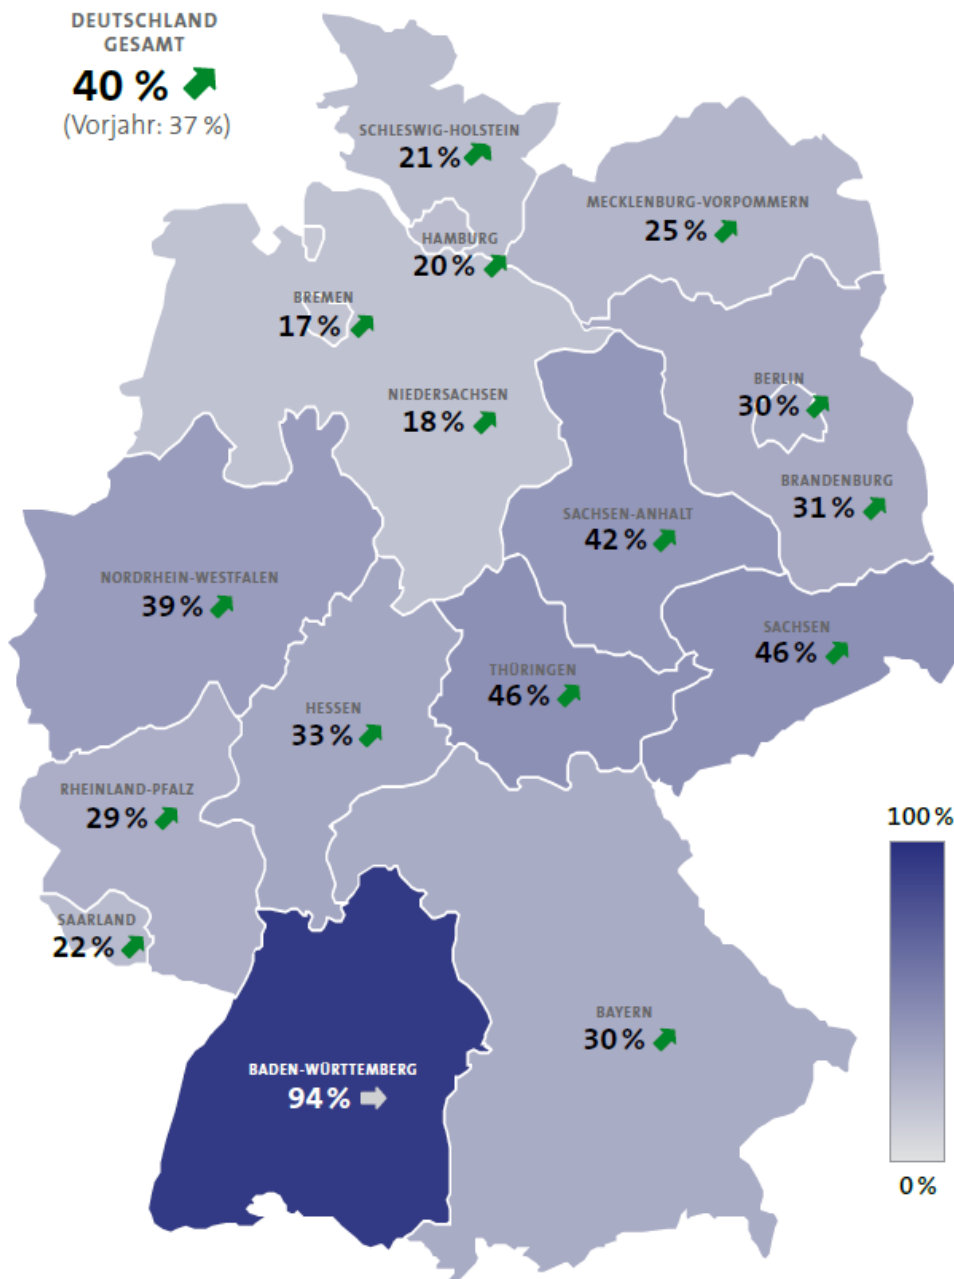 DEUTSCHLAND
GESAMT
40 %
(Vorjahr: 37 %)
SCHLESWIG-HOLSTEIN
21 %
MECKLENBURG-VORPOMMERN
25 %
HAMBURG
20 %
BREMEN
17 %
NIEDERSACHSEN
18 %
BERLIN
30 %
BRANDENBURG
31 %
SACHSEN-ANHALT
42 %
NORDRHEIN-WESTFALEN
39 %
SACHSEN
46 %
THÜRINGEN
46 %
HESSEN
33 %
RHEINLAND-PFALZ
29 %
SAARLAND
22 %
BAYERN
30 %
BADEN-WÜRTTEMBERG
94 %
100 %
0 %